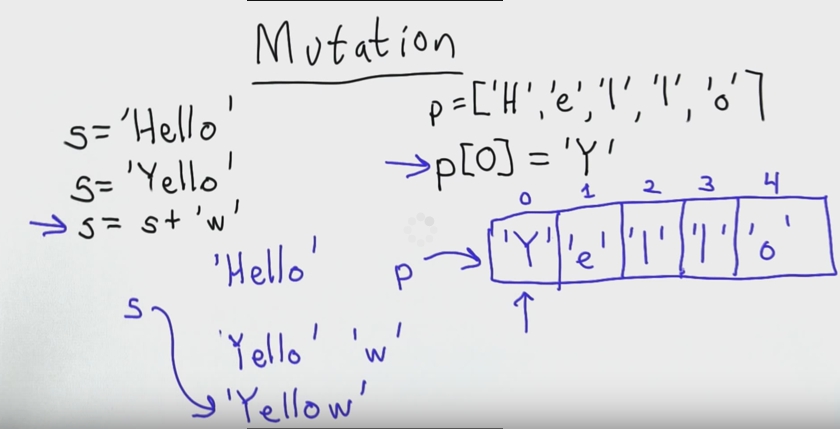 Mutation
s='Hello'
s='Yello'
s= s+ 'w'
'Hello'
s
'Yello' 'w'
'Yellow'
p=['H','e','l','l','o']
p[0] = 'Y'
0 1 2 3 4
p 'Y' 'e' 'l' 'l' 'o'